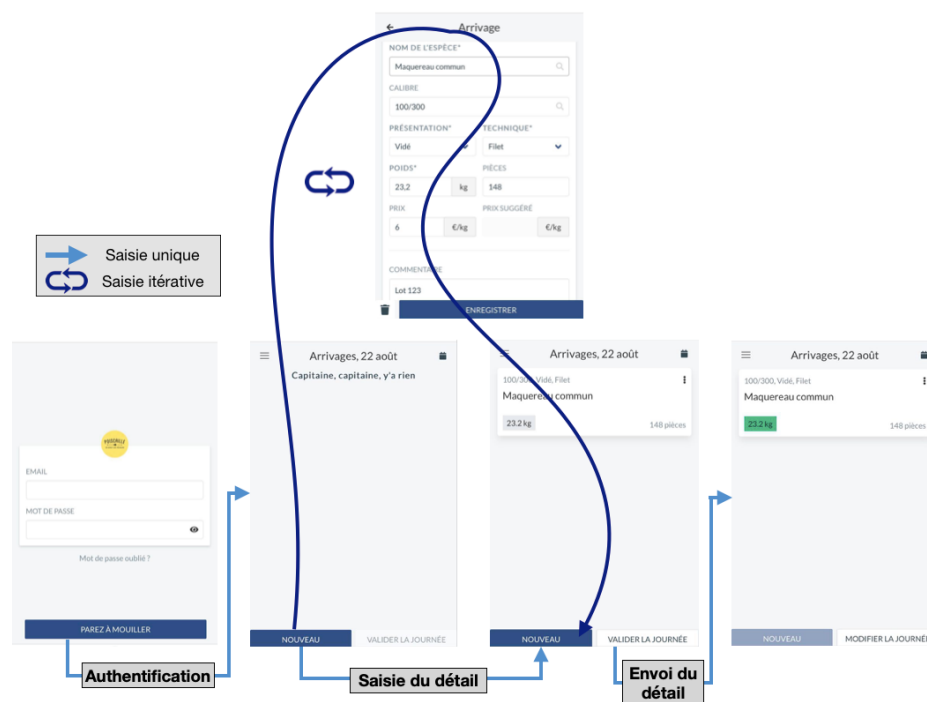 Arrivage
NOM DE L'ESPÈCE*
Maquereau commun
CALIBRE
100/300
PRÉSENTATION* TECHNIQUE*
Vidé Filet
POIDS* PIÈCES
23,2 kg 148
PRIX PRIX SUGGÉRÉ
6 €/kg €/kg
COMMENTAIRE
Lot 123
ENREGISTRER
Saisie unique
Saisie itérative
EMAIL
MOT DE PASSE
Mot de passe oublié ?
PAREZ À MOUILLER
Authentification
Arrivages, 22 août
Capitaine, capitaine, y'a rien
NOUVEAU VALIDER LA JOURNÉE
Saisie du détail
Arrivages, 22 août
100/300, Vidé, Filet
Maquereau commun
23.2 kg 148 pièces
NOUVEAU VALIDER LA JOURNÉE
Envoi du
détail
Arrivages, 22 août
100/300, Vidé, Filet
Maquereau commun
23.2 kg 148 pièces
NOUVEAU MODIFIER LA JOURNÉE